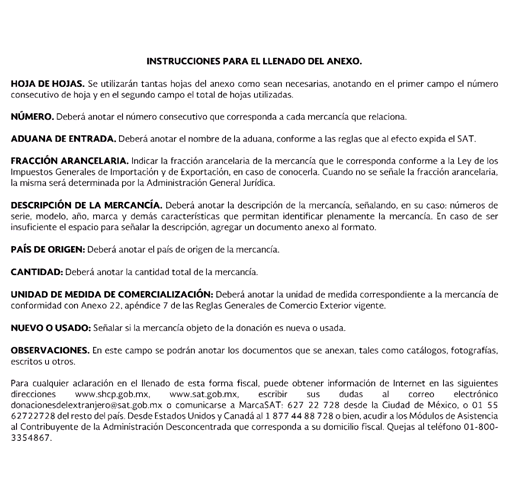 INSTRUCCIONES PARA EL LLENADO DEL ANEXO.
HOJA DE HOJAS. Se utilizarán tantas hojas del anexo como sean necesarias, anotando en el primer campo el número
consecutivo de hoja y en el segundo campo el total de hojas utilizadas.
NÚMERO. Deberá anotar el número consecutivo que corresponda a cada mercancía que relaciona.
ADUANA DE ENTRADA. Deberá anotar el nombre de la aduana, conforme a las reglas que al efecto expida el SAT.
FRACCIÓN ARANCELARIA. Indicar la fracción arancelaria de la mercancía que le corresponda conforme a la Ley de los
Impuestos Generales de Importación y de Exportación, en caso de conocerla. Cuando no se señale la fracción arancelaria,
la misma será determinada por la Administración General Jurídica.
DESCRIPCIÓN DE LA MERCANCÍA. Deberá anotar la descripción de la mercancía, señalando, en su caso: números de
serie, modelo, año, marca y demás características que permitan identificar plenamente la mercancía. En caso de ser
insuficiente el espacio para señalar la descripción, agregar un documento anexo al formato.
PAÍS DE ORIGEN: Deberá anotar el país de origen de la mercancía.
CANTIDAD: Deberá anotar la cantidad total de la mercancía.
UNIDAD DE MEDIDA DE COMERCIALIZACIÓN: Deberá anotar la unidad de medida correspondiente a la mercancía de
conformidad con Anexo 22, apéndice 7 de las Reglas Generales de Comercio Exterior vigente.
NUEVO O USADO: Señalar si la mercancía objeto de la donación es nueva o usada.
OBSERVACIONES. En este campo se podrán anotar los documentos que se anexan, tales como catálogos, fotografías,
escritos u otros.
Para cualquier aclaración en el llenado de esta forma fiscal, puede obtener información de Internet en las siguientes
direcciones www.shcp.gob.mx, www.sat.gob.mx, escribir sus dudas al correo electrónico
donacionesdelextranjero@sat.gob.mx o comunicarse a MarcaSAT: 627 22 728 desde la Ciudad de México, o 01 55
62722728 del resto del país. Desde Estados Unidos y Canadá al 1 877 44 88 728 o bien, acudir a los Módulos de Asistencia
al Contribuyente de la Administración Desconcentrada que corresponda a su domicilio fiscal. Quejas al teléfono 01-800-
3354867.